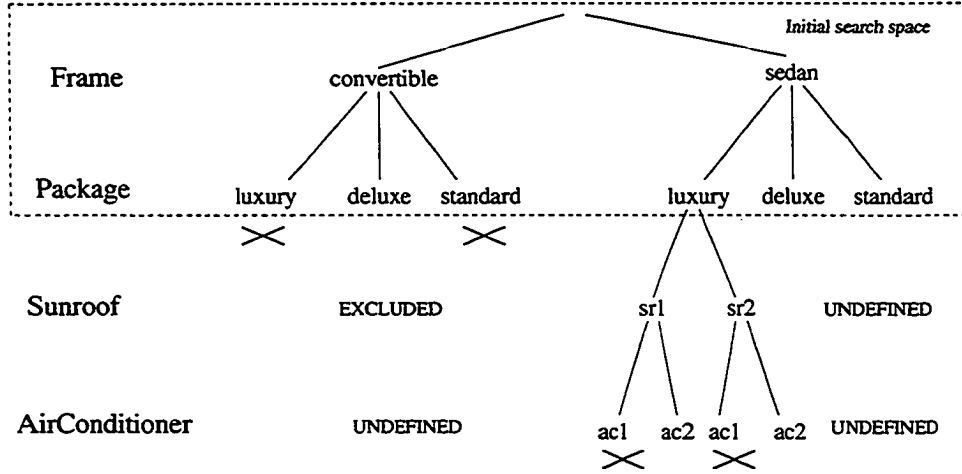 Initial search space
Frame convertible sedan
Package luxury deluxe standard luxury deluxe standard
Sunroof EXCLUDED sr1 sr2 UNDEFINED
AirConditioner UNDEFINED ac1 ac2 ac1 ac2 UNDEFINED